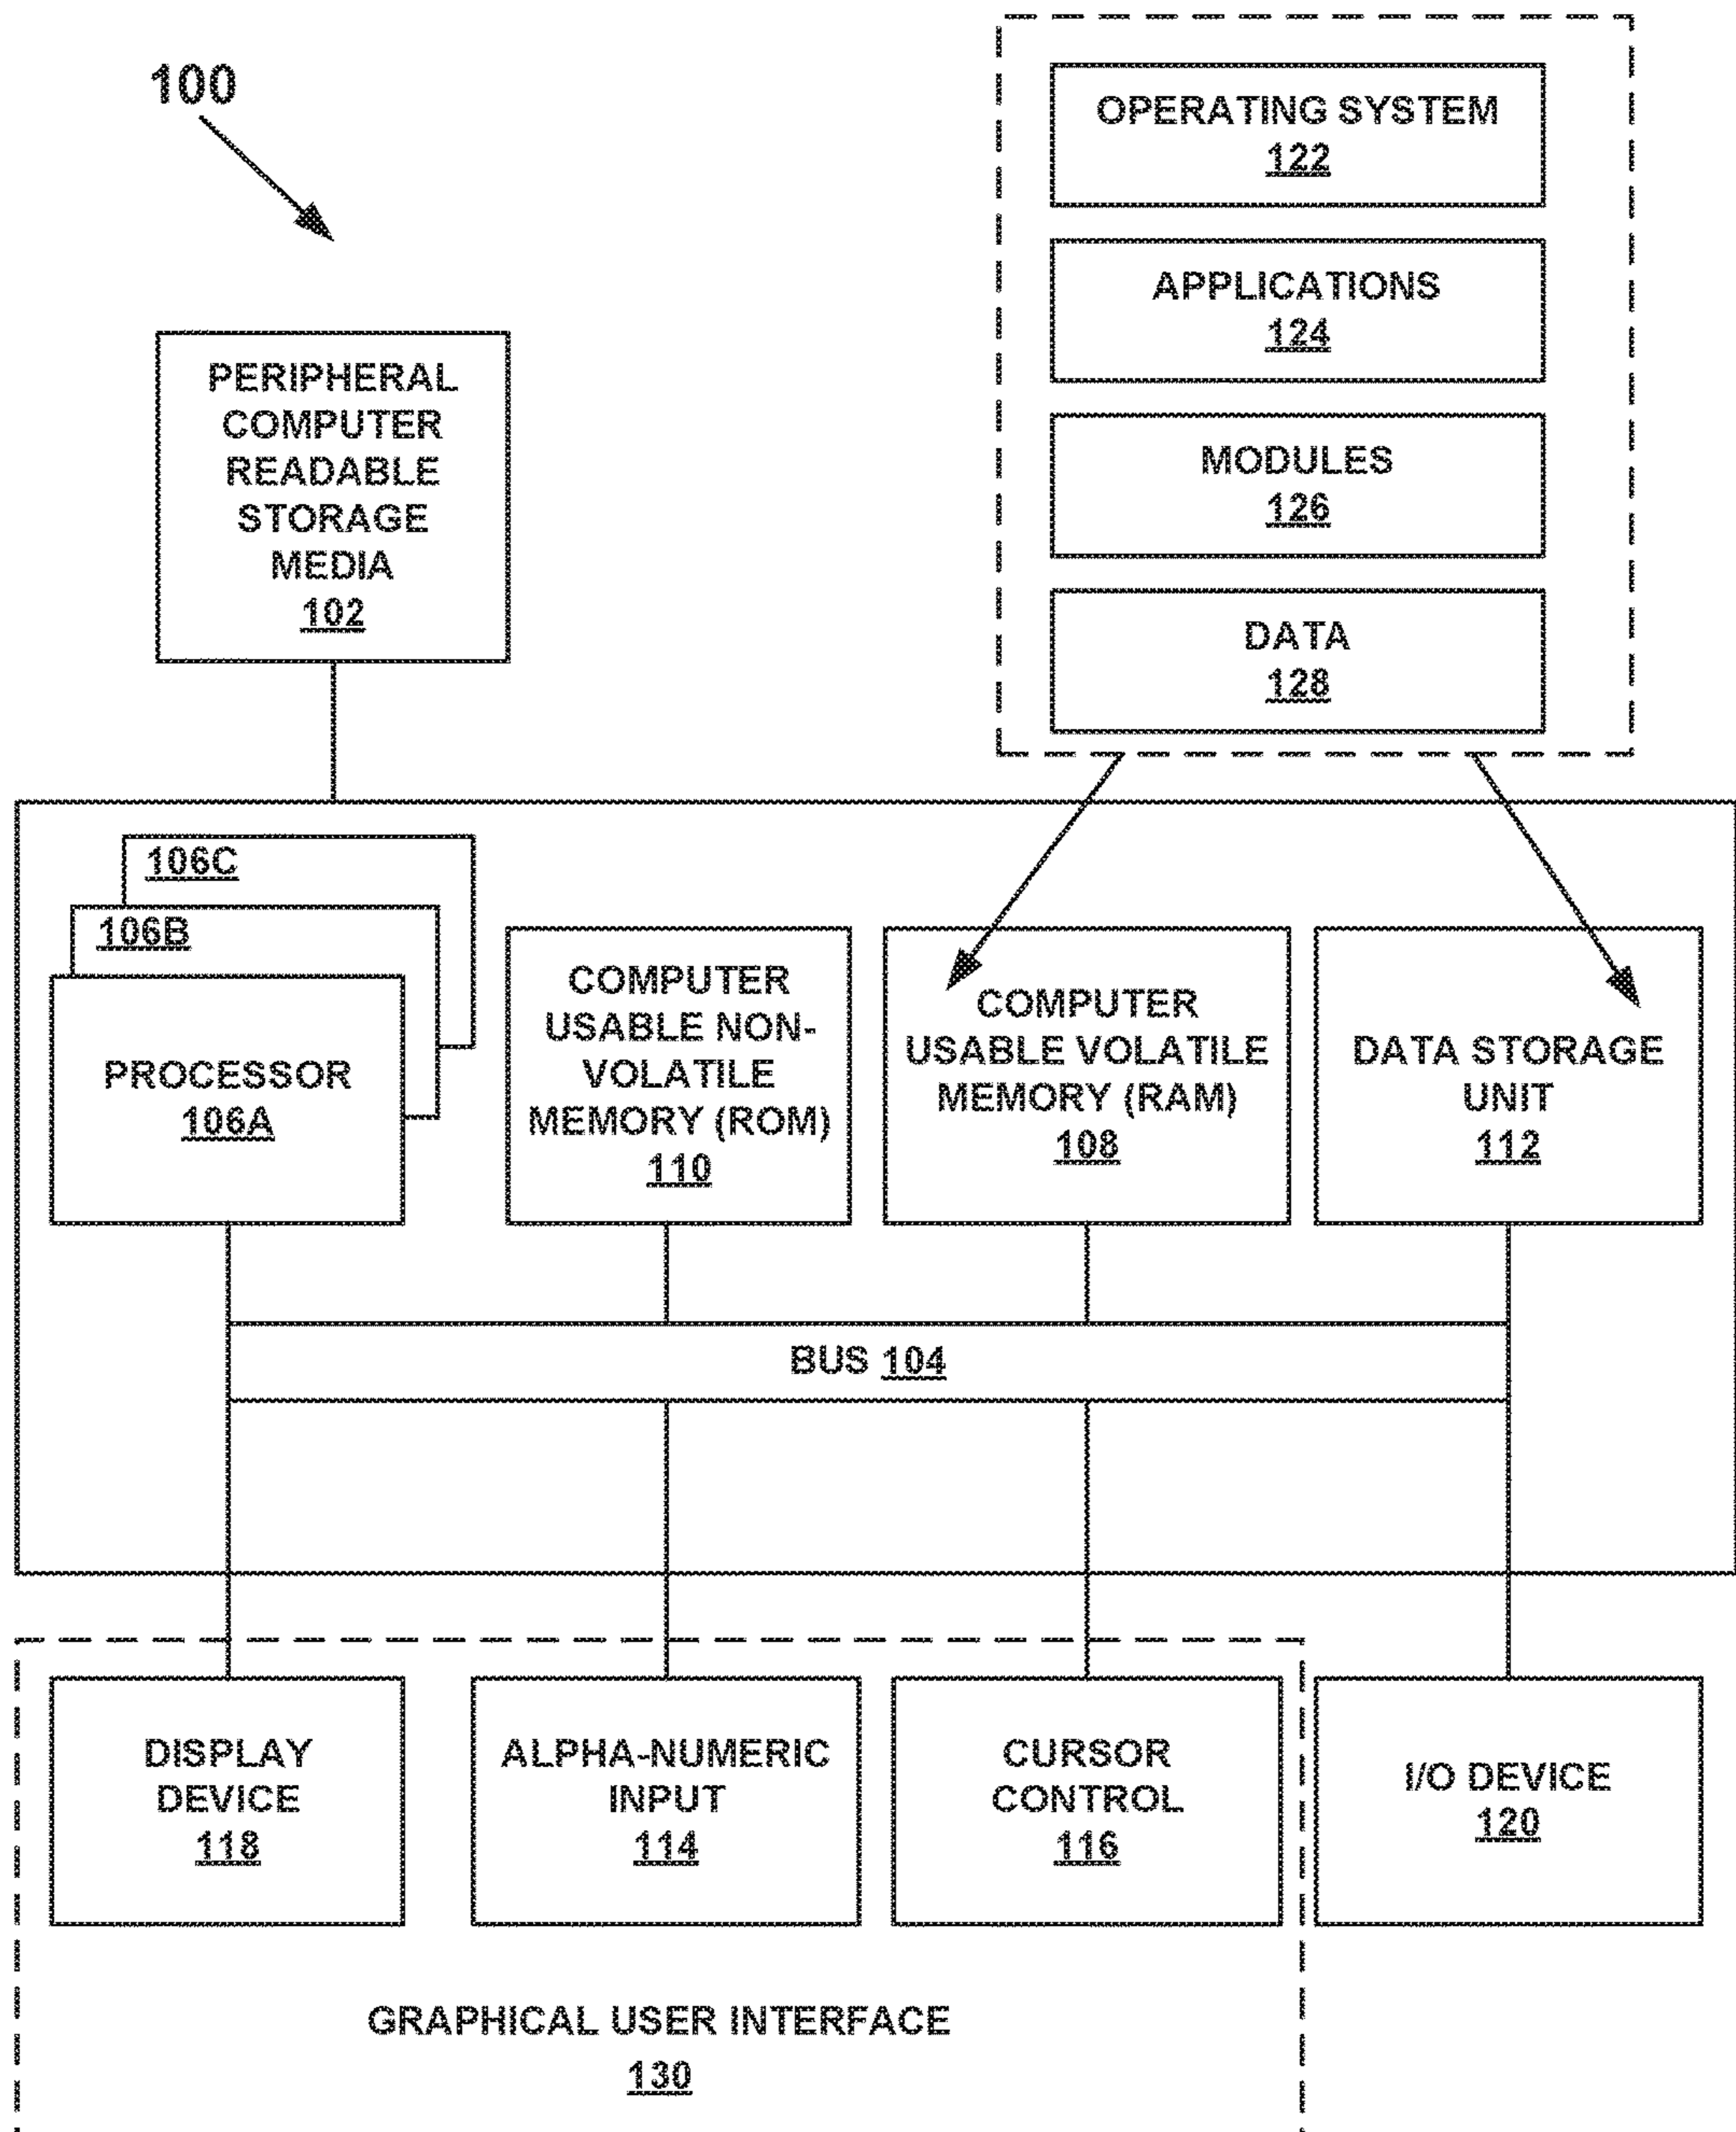 100
OPERATING SYSTEM
122
APPLICATIONS
124
MODULES
126
DATA
128
PERIPHERAL
COMPUTER
READABLE
STORAGE
MEDIA
102
106C
106B
PROCESSOR
106A
COMPUTER
USABLE NON-
VOLATILE
MEMORY (ROM)
110
COMPUTER
USABLE VOLATILE
MEMORY (RAM)
108
DATA STORAGE
UNIT
112
BUS 104
DISPLAY
DEVICE
118
ALPHA-NUMERIC
INPUT
114
CURSOR
CONTROL
116
I/O DEVICE
120
GRAPHICAL USER INTERFACE
130